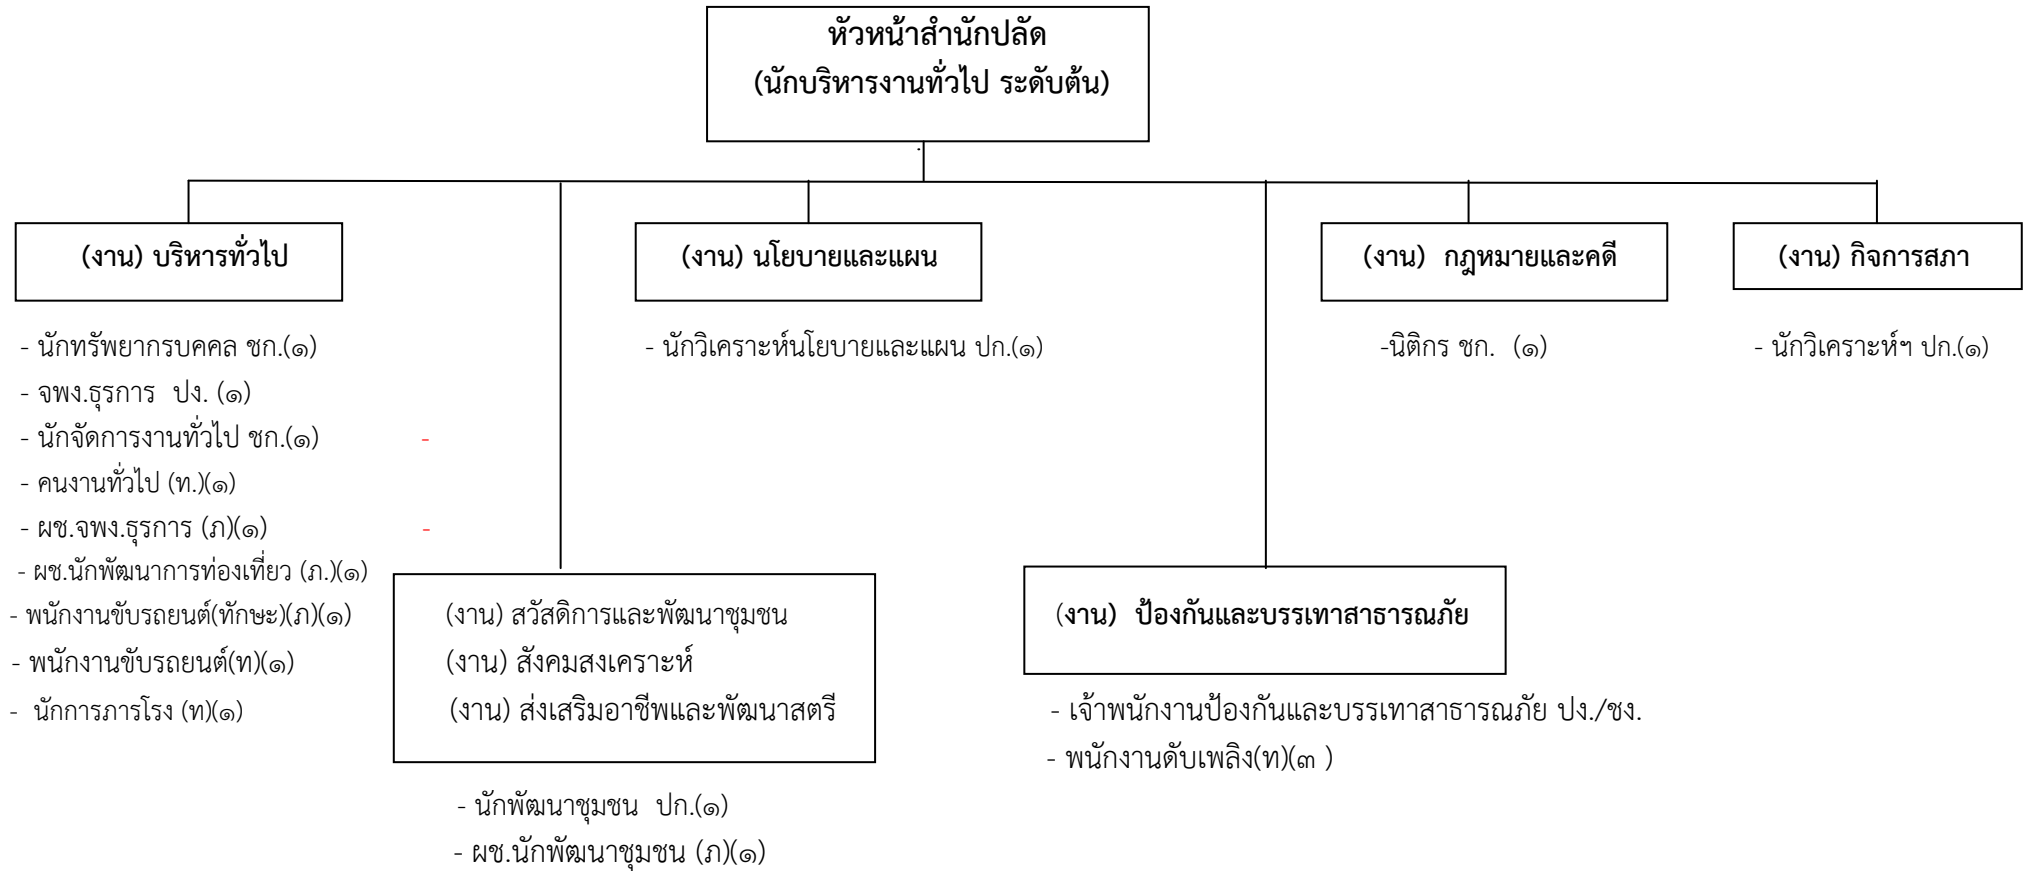 หัวหน้าสำนักปลัด
(นักบริหารงานทั่วไป ระดับต้น)
(งาน) บริหารทั่วไป
- นักทรัพยากรบคคล ชก.(๑)
- จพง.ธุรการ ปง. (๑)
- นักจัดการงานทั่วไป ชก.(๑)
-
- คนงานทั่วไป (ท.)(๑)
- ผช.จพง.ธุรการ (ภ)(๑)
-
- ผช.นักพัฒนาการท่องเที่ยว (ภ.)(๑)
- พนักงานขับรถยนต์(ทักษะ)(ภ)(๑)
- พนักงานขับรถยนต์(ท)(๑)
- นักการภารโรง (ท)(๑)
(งาน) สวัสดิการและพัฒนาชุมชน
(งาน) สังคมสงเคราะห์
(งาน) ส่งเสริมอาชีพและพัฒนาสตรี
- นักพัฒนาชุมชน ปก.(๑)
- ผช.นักพัฒนาชุมชน (ภ)(๑)
(งาน) นโยบายและแผน
- นักวิเคราะห์นโยบายและแผน ปก.(๑)
(งาน) ป้องกันและบรรเทาสาธารณภัย
- เจ้าพนักงานป้องกันและบรรเทาสาธารณภัย ปง./ชง.
- พนักงานดับเพลิง(ท)(๓ )
(งาน) กฎหมายและคดี
-นิติกร ชก. (๑)
(งาน) กิจการสภา
- นักวิเคราะห์ฯ ปก.(๑)